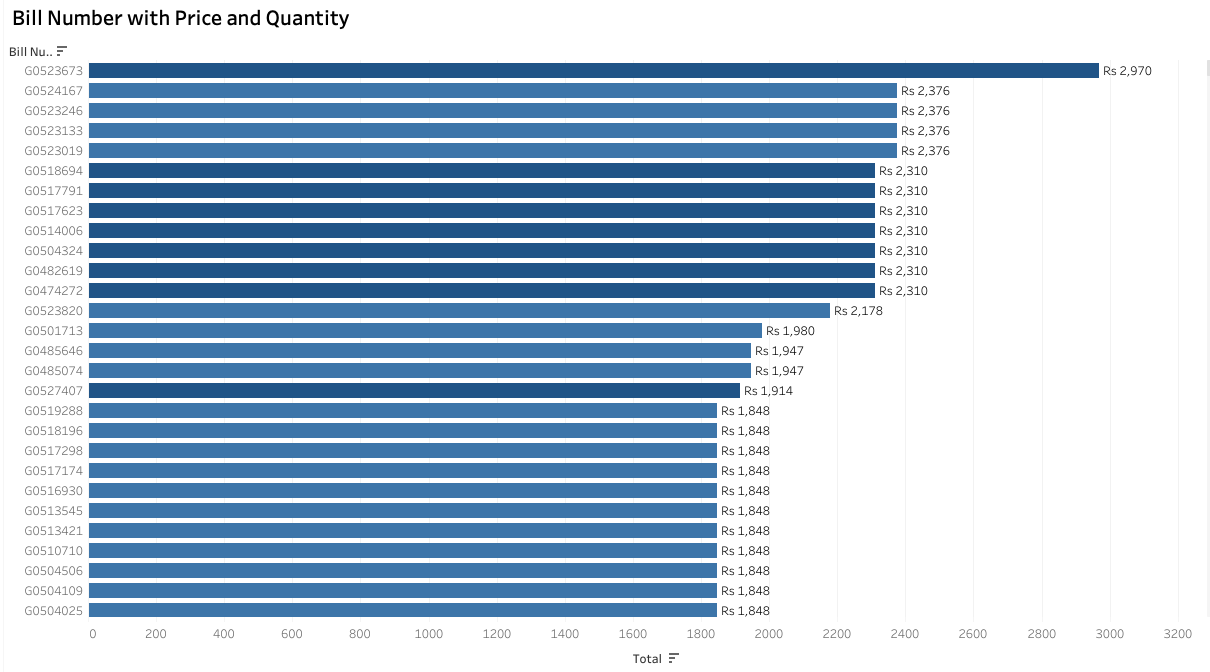 Bill Number with Price and Quantity
Bill Nu..
G0523673 Rs 2,970
G0524167 Rs 2,376
G0523246 Rs 2,376
G0523133 Rs 2,376
G0523019 Rs 2,376
G0518694 Rs 2,310
G0517791 Rs 2,310
G0517623 Rs 2,310
G0514006 Rs 2,310
G0504324 Rs 2,310
G0482619 Rs 2,310
G0474272 Rs 2,310
G0523820 Rs 2,178
G0501713 Rs 1,980
G0485646 Rs 1,947
G0485074 Rs 1,947
G0527407 Rs 1,914
G0519288 Rs 1,848
G0518196 Rs 1,848
G0517298 Rs 1,848
G0517174 Rs 1,848
G0516930 Rs 1,848
G0513545 Rs 1,848
G0513421 Rs 1,848
G0510710 Rs 1,848
G0504506 Rs 1,848
G0504109 Rs 1,848
G0504025 Rs 1,848
0 200 400 600 800 1000 1200 1400 1600 1800 2000 2200 2400 2600 2800 3000 3200
Total